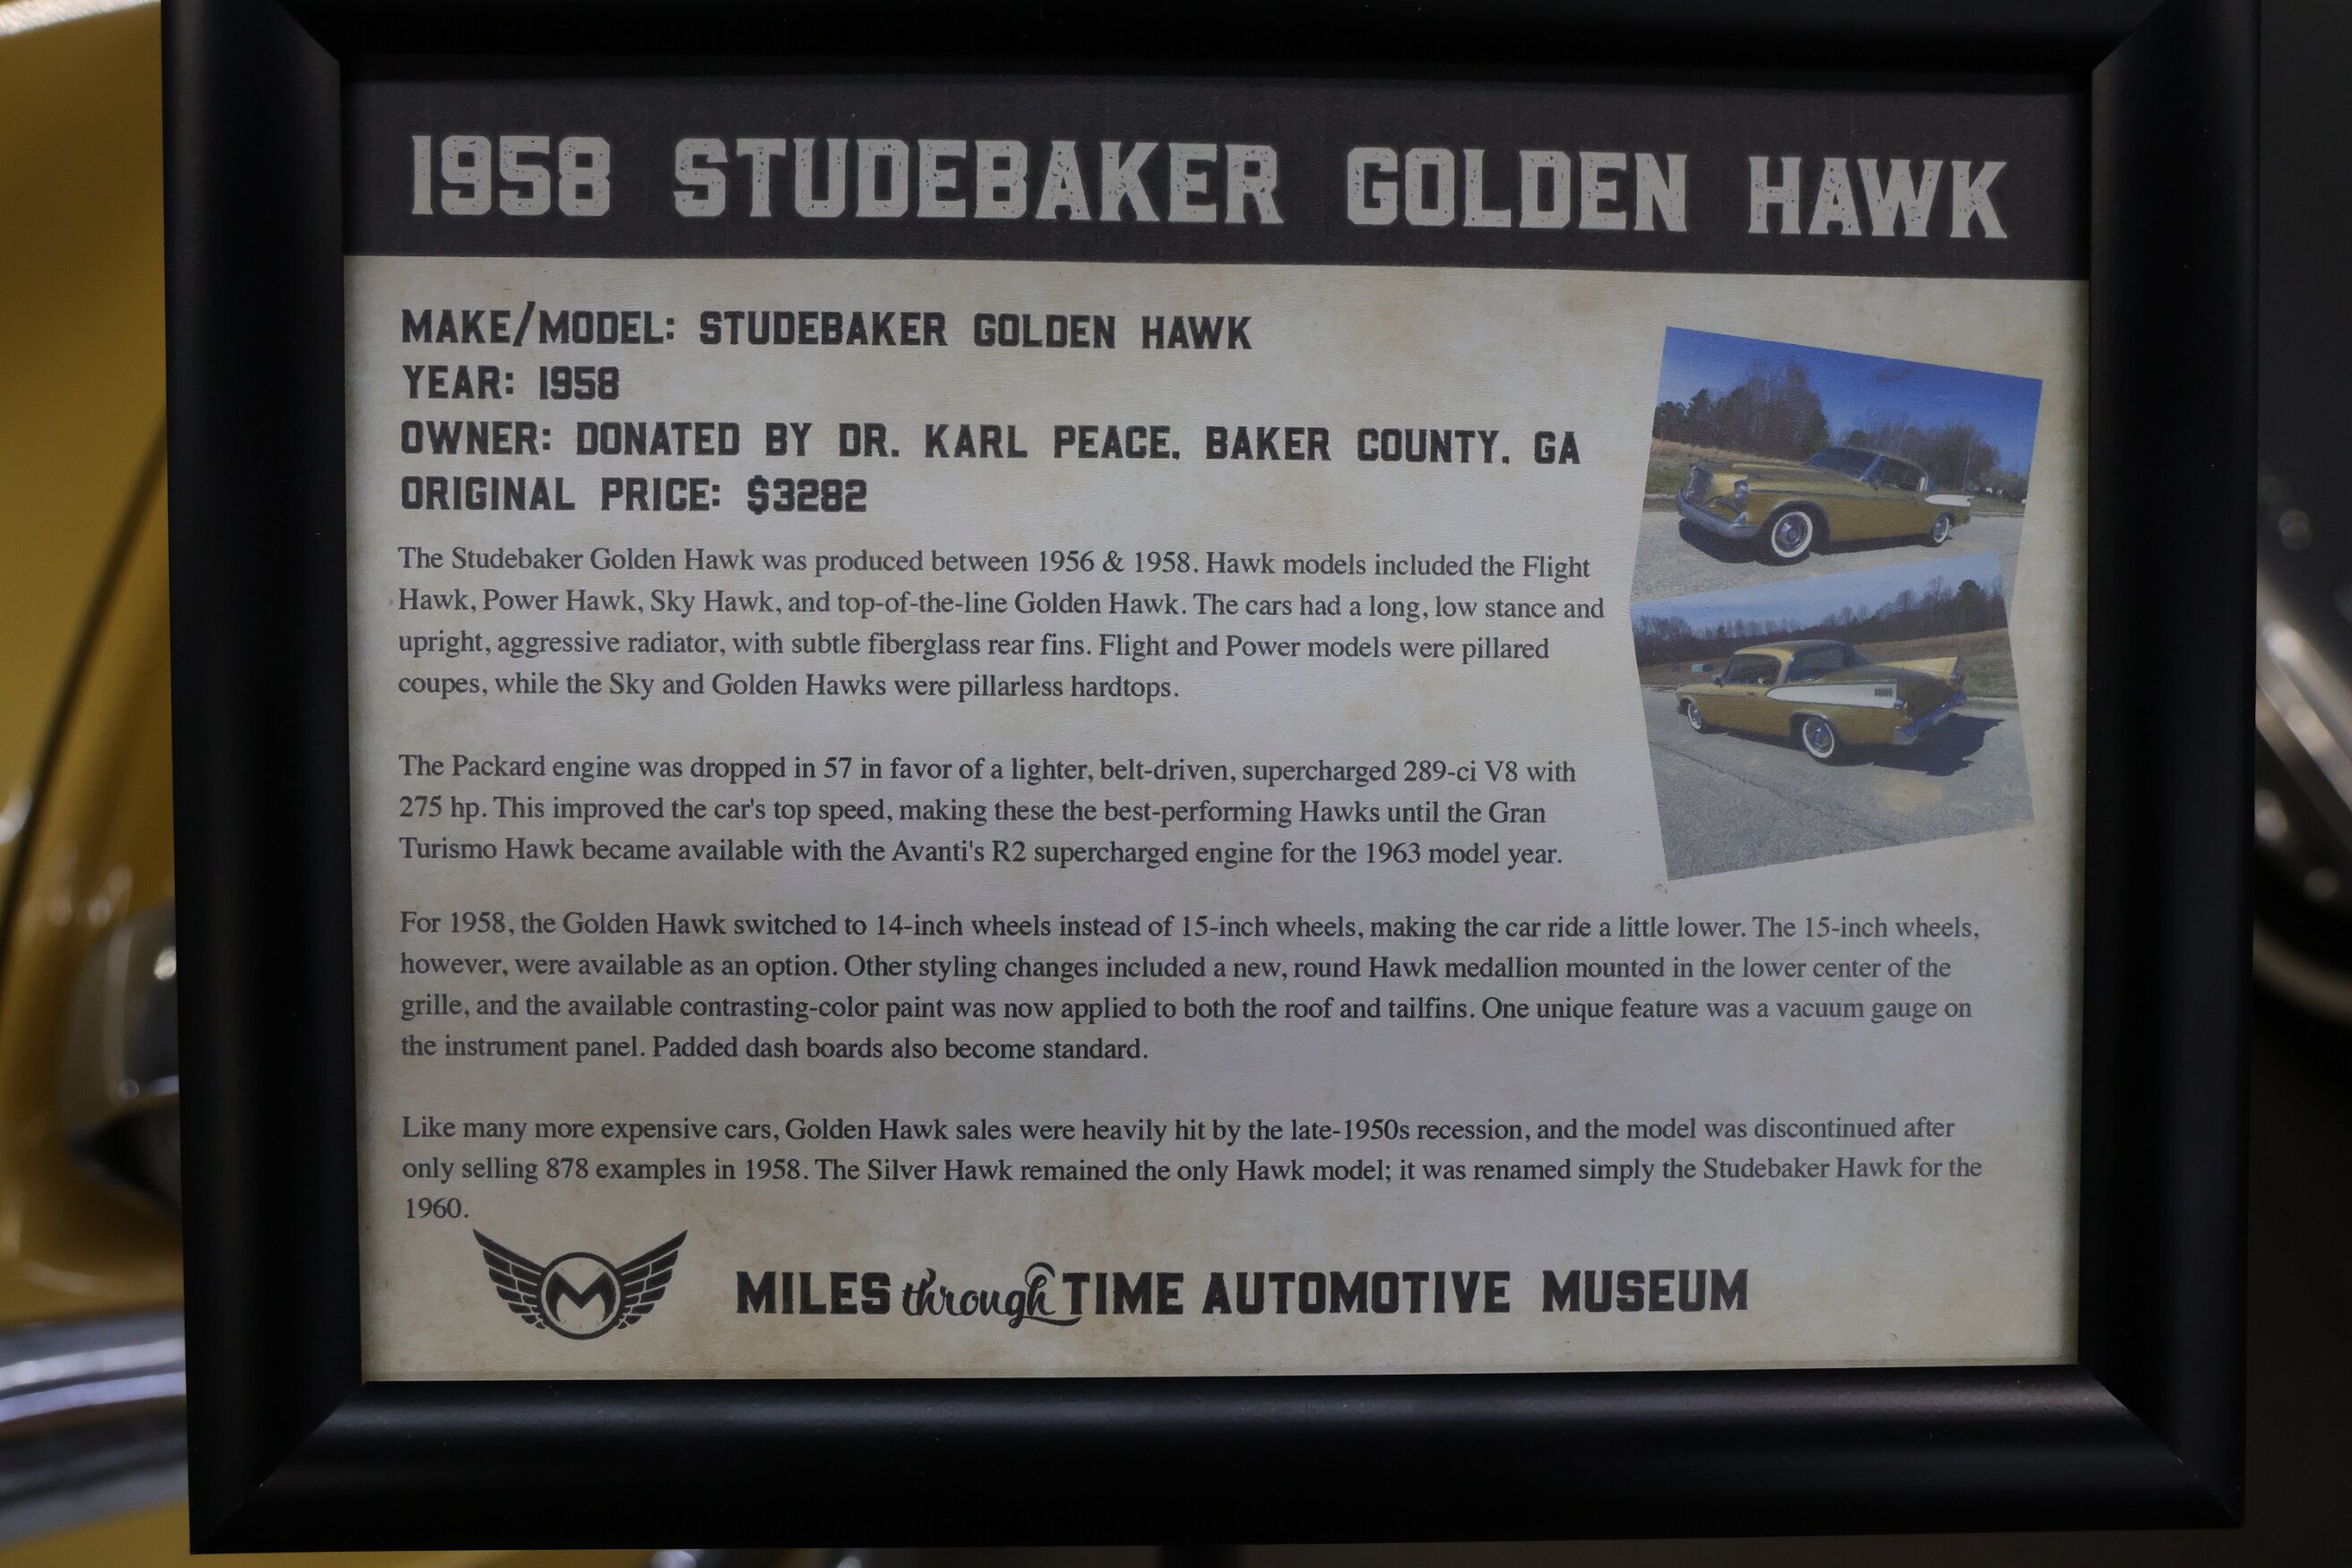 1958 STUDEBAKER GOLDEN HAWK
MAKE/MODEL: STUDEBAKER GOLDEN HAWK
YEAR: 1958
OWNER: DONATED BY DR. KARL PEACE, BAKER COUNTY, GA
ORIGINAL PRICE: $3282
The Studebaker Golden Hawk was produced between 1956 & 1958. Hawk models included the Flight
Hawk, Power Hawk, Sky Hawk, and top-of-the-line Golden Hawk. The cars had a long, low stance and
upright, aggressive radiator, with subtle fiberglass rear fins. Flight and Power models were pillared
coupes, while the Sky and Golden Hawks were pillarless hardtops.
The Packard engine was dropped in 57 in favor of a lighter, belt-driven, supercharged 289-ci V8 with
275 hp. This improved the car's top speed, making these the best-performing Hawks until the Gran
Turismo Hawk became available with the Avanti's R2 supercharged engine for the 1963 model year.
For 1958, the Golden Hawk switched to 14-inch wheels instead of 15-inch wheels, making the car ride a little lower. The 15-inch wheels,
however, were available as an option. Other styling changes included a new, round Hawk medallion mounted in the lower center of the
grille, and the available contrasting-color paint was now applied to both the roof and tailfins. One unique feature was a vacuum gauge on
the instrument panel. Padded dash boards also become standard.
Like many more expensive cars, Golden Hawk sales were heavily hit by the late-1950s recession, and the model was discontinued after
only selling 878 examples in 1958. The Silver Hawk remained the only Hawk model; it was renamed simply the Studebaker Hawk for the
1960.
M
MILES through TIME AUTOMOTIVE MUSEUM